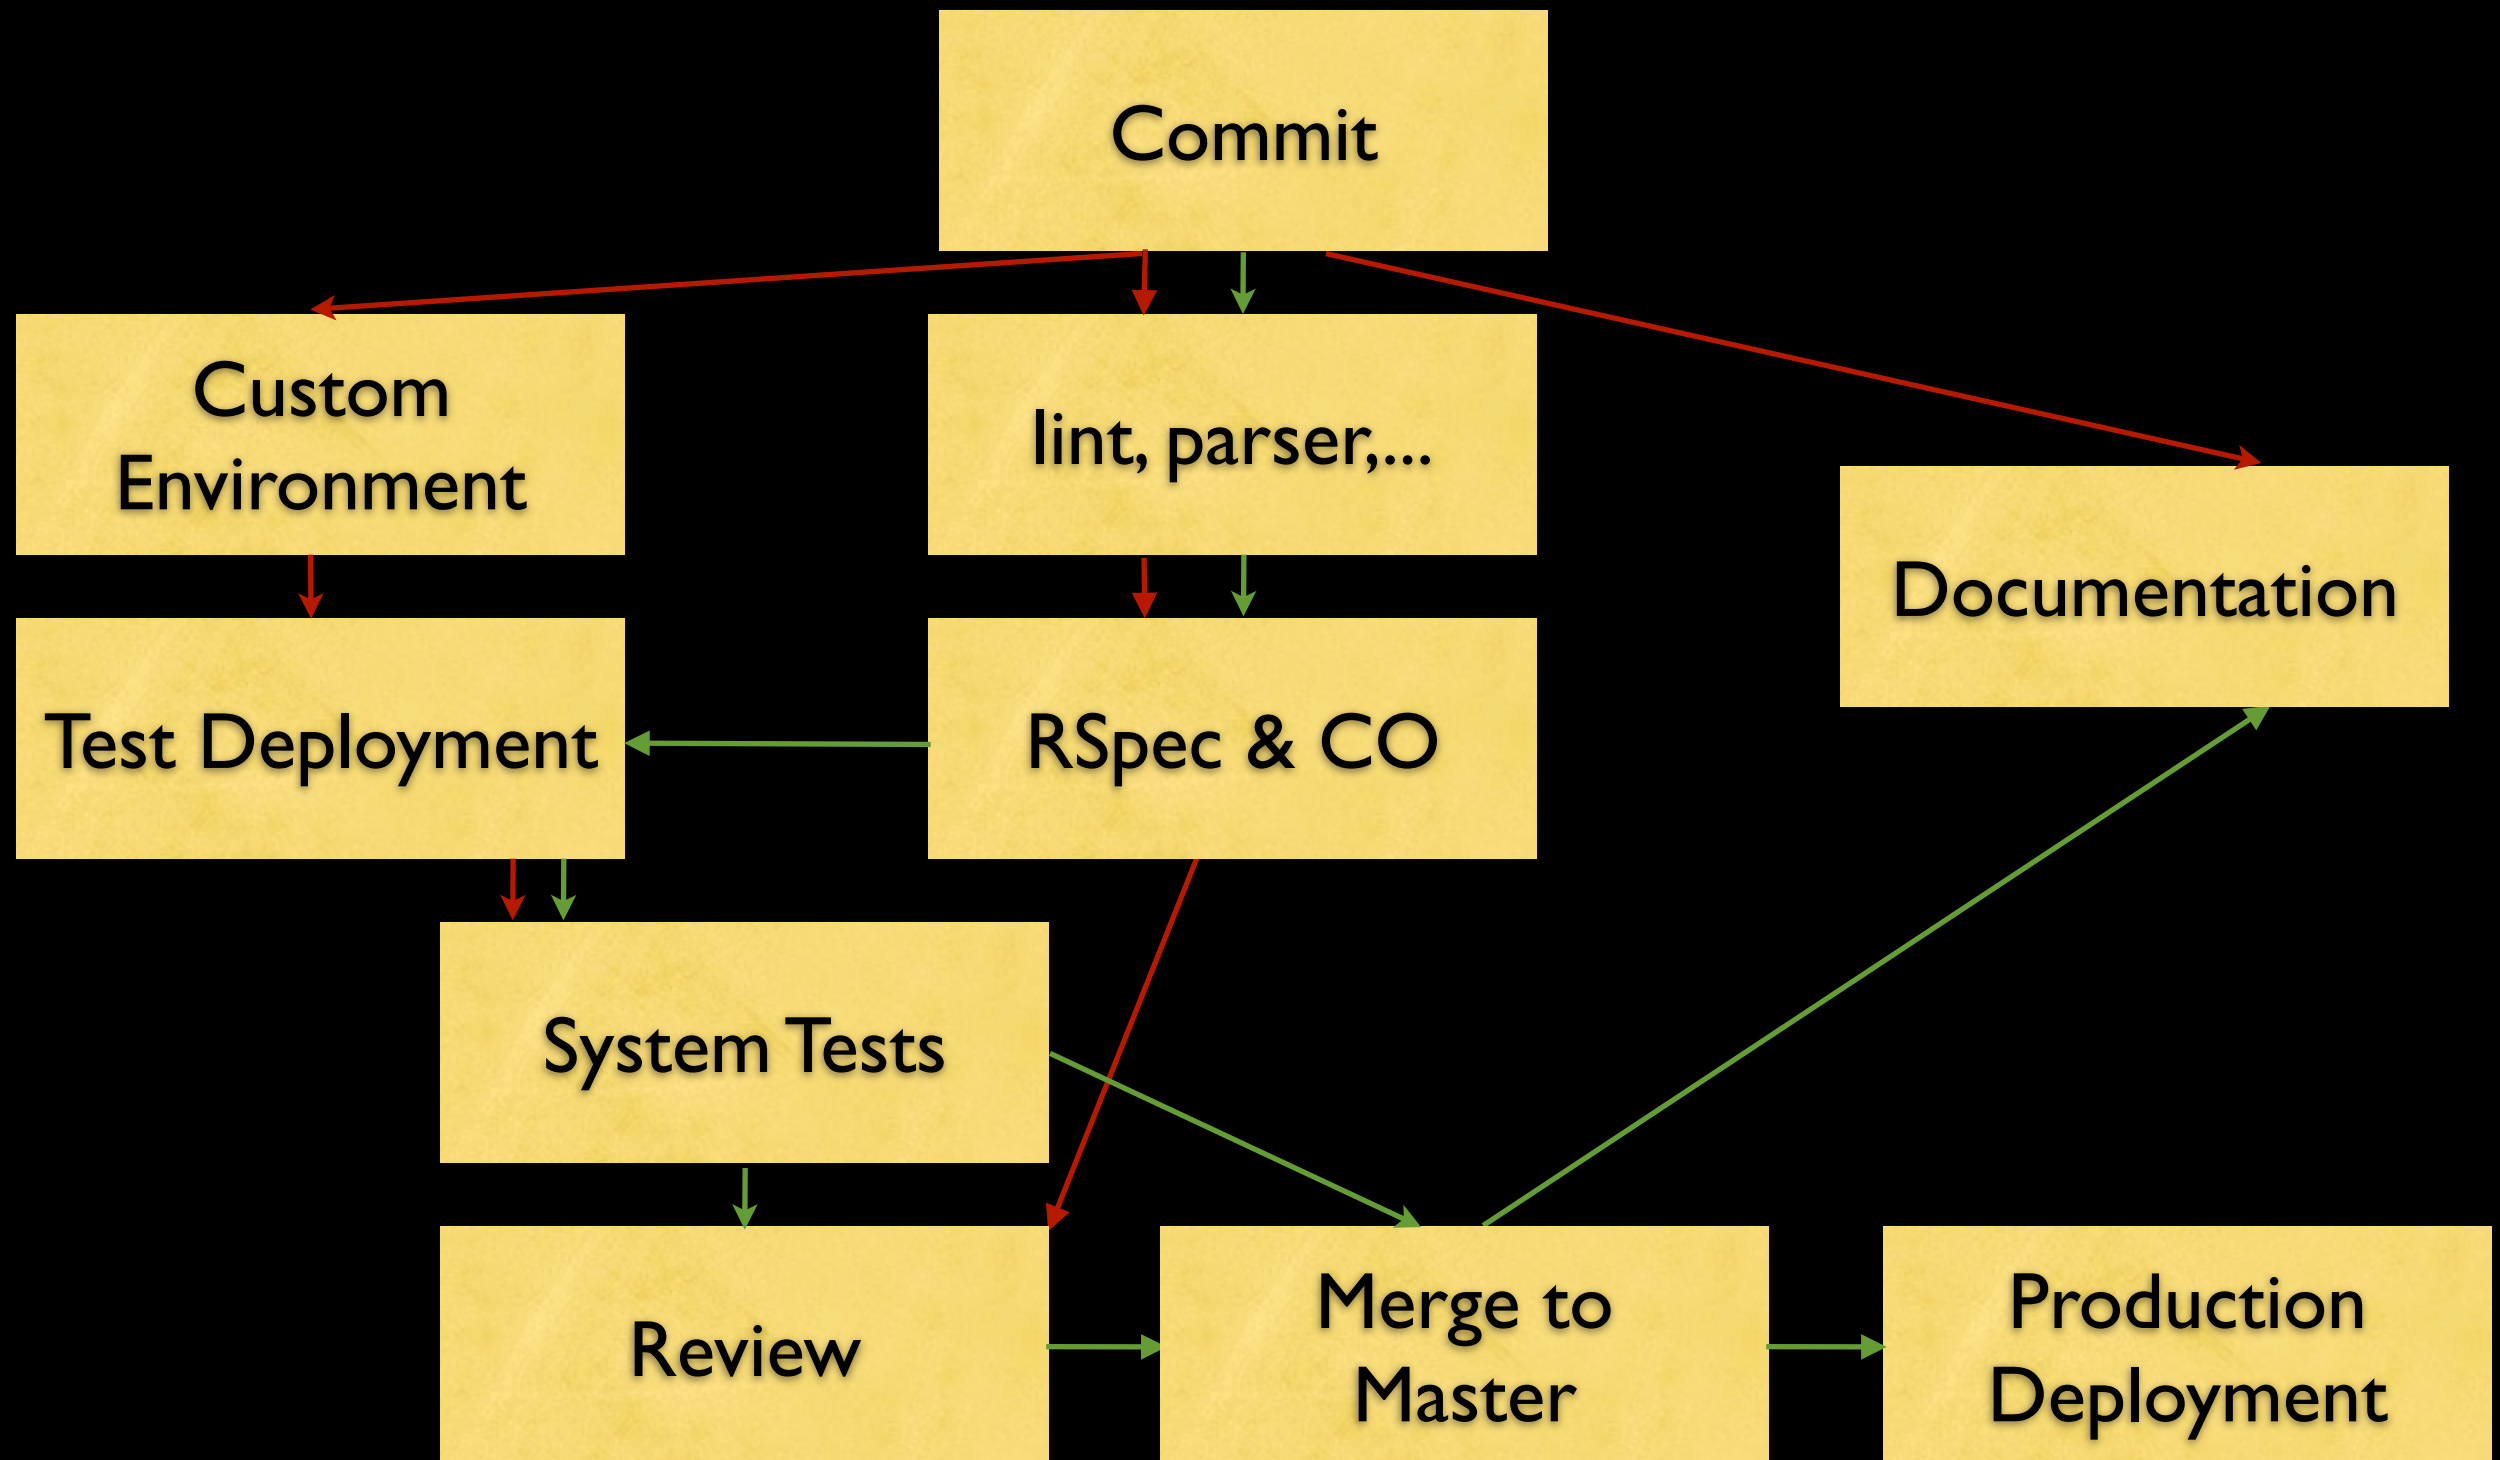 Commit
Custom
Environment
lint, parser,...
Documentation
Test Deployment
RSpec & CO
System Tests
Review
Merge to
Master
Production
Deployment